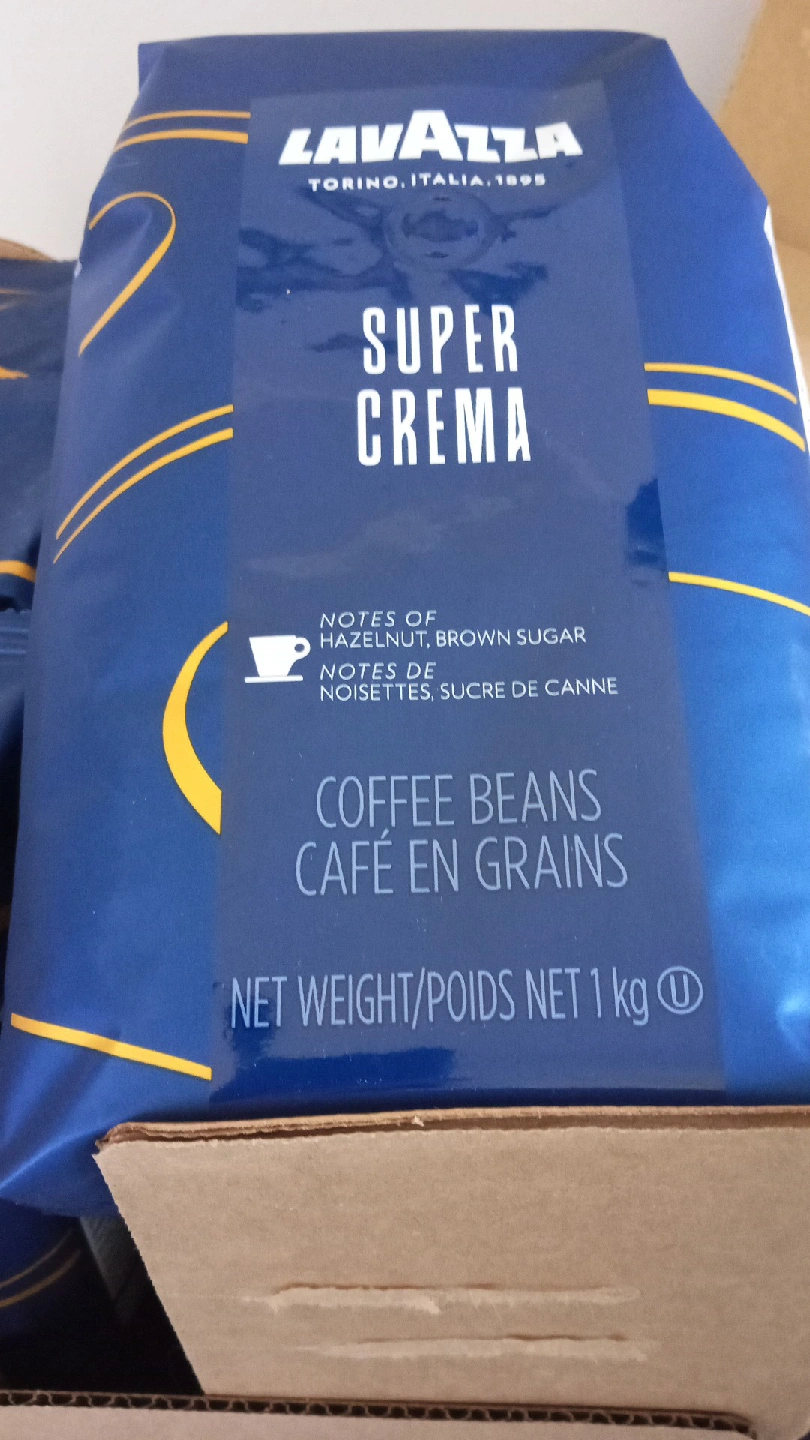 LAVAZZA
TORINO, ITALIA, 1895
SUPER
CREMA
NOTES OF
HAZELNUT, BROWN SUGAR
NOTES DE
NOISETTES, SUCRE DE CANNE
COFFEE BEANS
CAFÉ EN GRAINS
NET WEIGHT/POIDS NET 1 kg Ⓤ